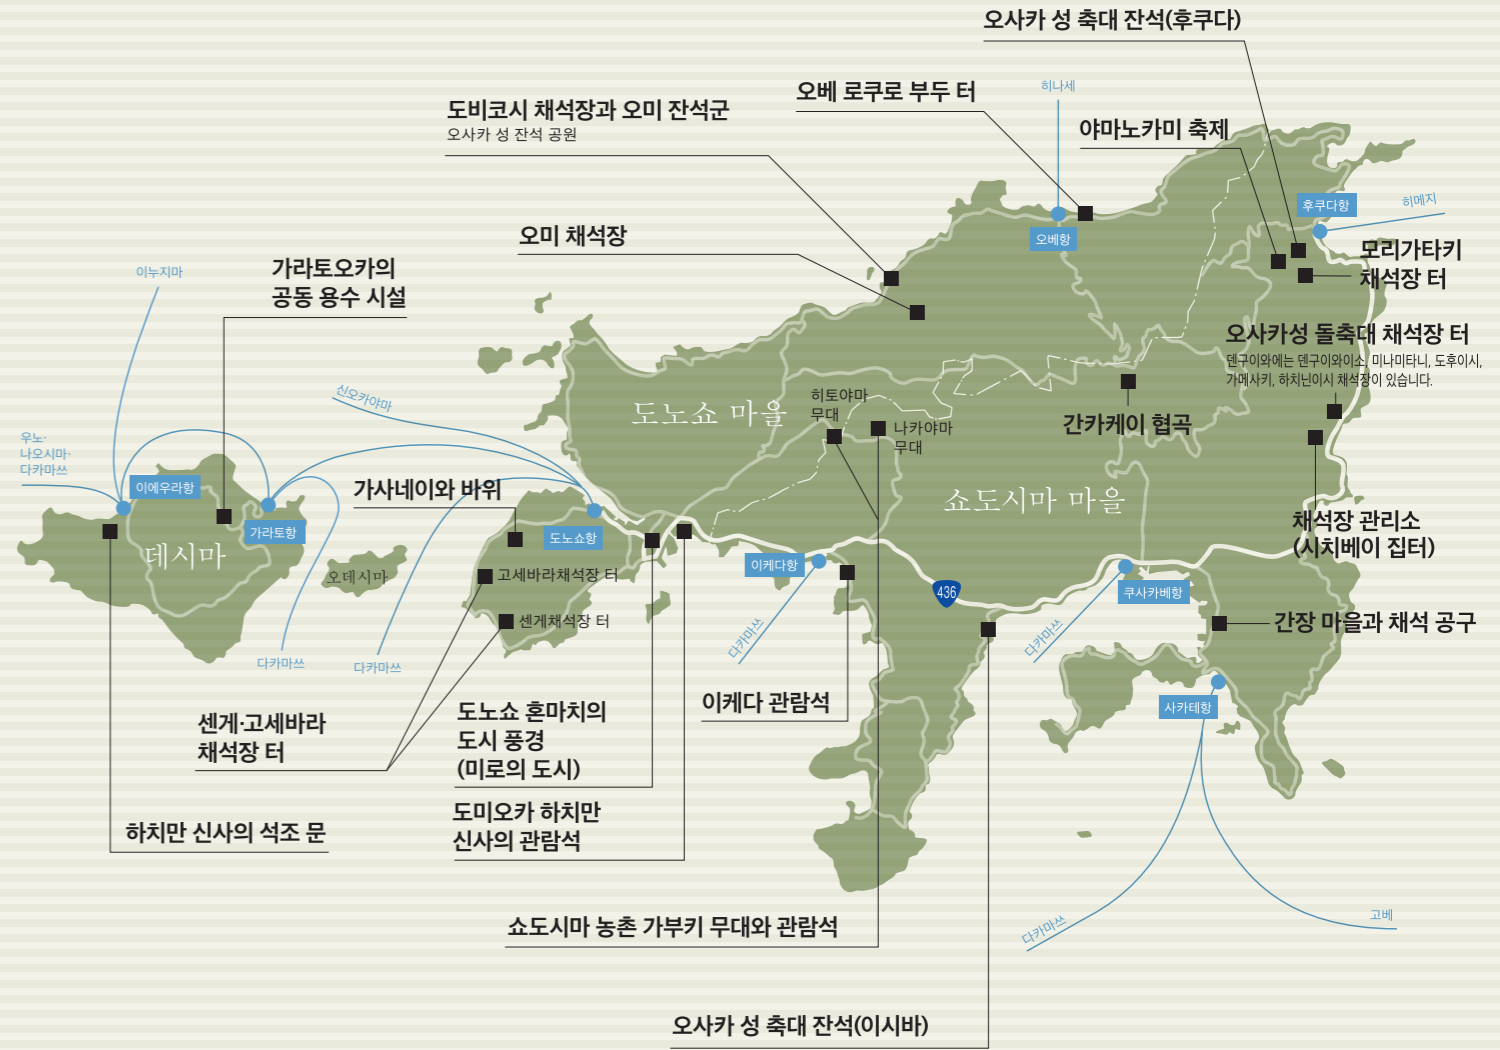 오사카 성 축대 잔석(후쿠다)
오베 로쿠로 부두 터
히나세
도비코시 채석장과 오미 잔석군
오사카 성 잔석 공원
야마노카미 축제
후쿠다항
히메지
오베항
오미 채석장
모리가타키
채석장 터
가라토오카의
공동 용수 시설
이누지마
오사카성 돌축대 채석장 터
덴구이와에는 덴구이와이소, 미나미타니, 도후이시,
가메사키, 하치닌이시 채석장이 있습니다.
신오카야마
도노쇼 마을
히토야마
무대
나카야마
무대
간카케이 협곡
우노·
나오시마·
다카마쓰
이에우라항
가라토항
데시마
오데시마
가사네이와 바위
도노쇼항
쇼도시마 마을
채석장 관리소
(시치베이 집터)
고세바라채석장 터
센게채석장 터
이케다항
436
쿠사카베항
간장 마을과 채석 공구
다카마쓰
다카마쓰
다카마쓰
다카마쓰
사카테항
센게·고세바라
채석장 터
도노쇼 혼마치의
도시 풍경
(미로의 도시)
이케다 관람석
하치만 신사의 석조 문
도미오카 하치만
신사의 관람석
쇼도시마 농촌 가부키 무대와 관람석
다카마쓰
고베
오사카 성 축대 잔석(이시바)